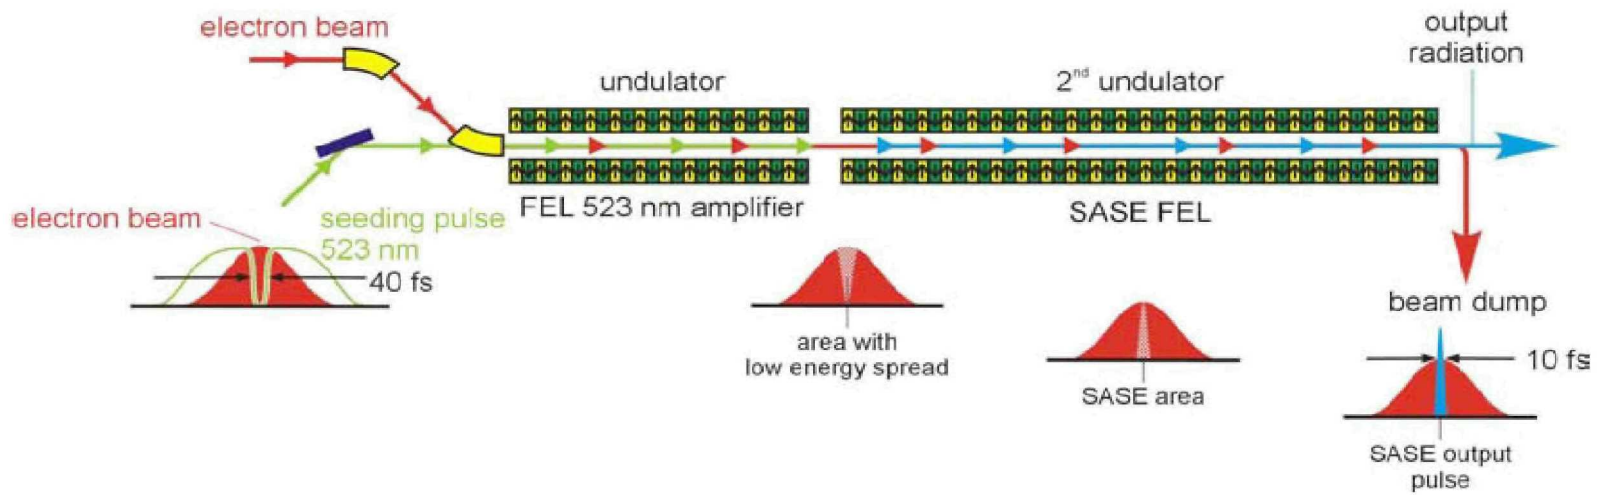 electron beam
undulator
2nd undulator
output
radiation
FEL 523 nm amplifier
SASE FEL
electron beam
seeding pulse
523 nm
40 fs
area with
low energy spread
SASE area
beam dump
10 fs
SASE output
pulse